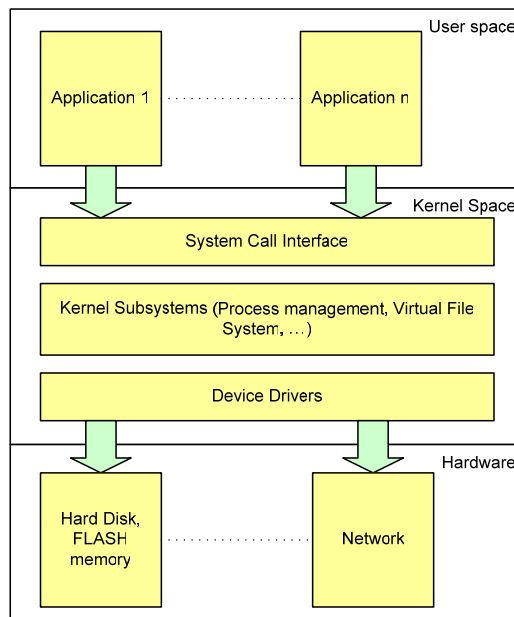 User space
Application 1
Application n
Kernel Space
System Call Interface
Kernel Subsystems (Process management, Virtual File
System, ...)
Device Drivers
Hardware
Hard Disk,
FLASH
memory
Network